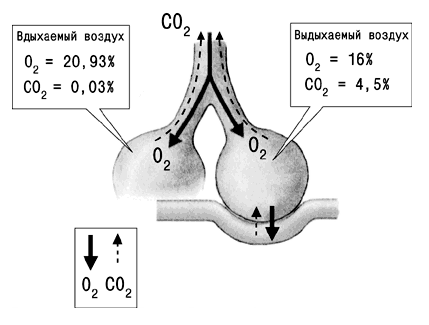 CO₂
Вдыхаемый воздух
O₂ = 20,93%
CO₂ = 0,03%
Выдыхаемый воздух
O₂ = 16%
CO₂ = 4,5%
O₂
O₂
O₂ CO₂